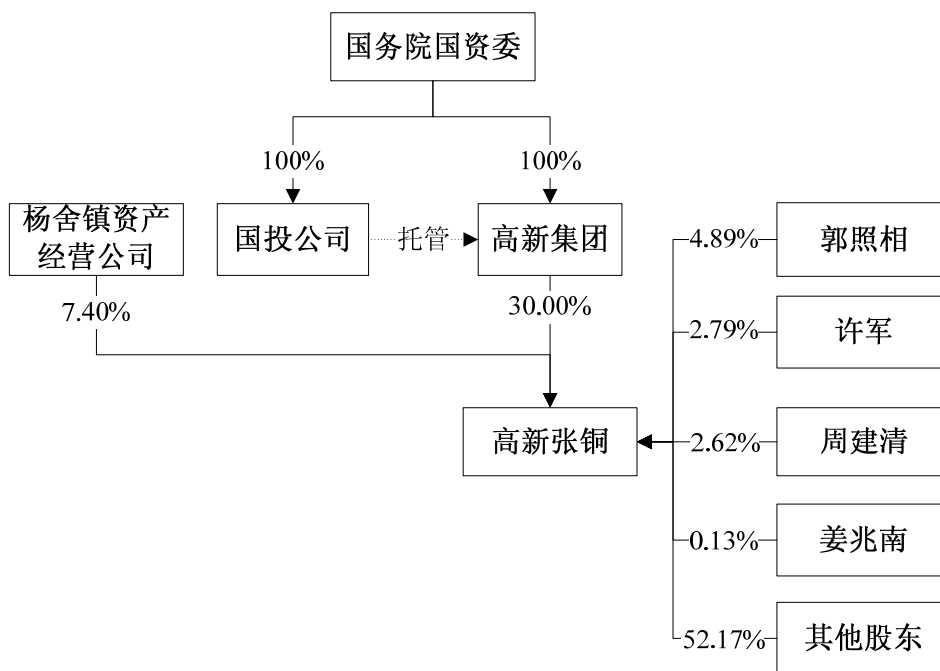 国务院国资委
100%
100%
杨舍镇资产
经营公司
国投公司
托管
高新集团
4.89%
郭照相
7.40%
30.00%
2.79%
许军
高新张铜
2.62%
周建清
0.13%
姜兆南
52.17%
其他股东